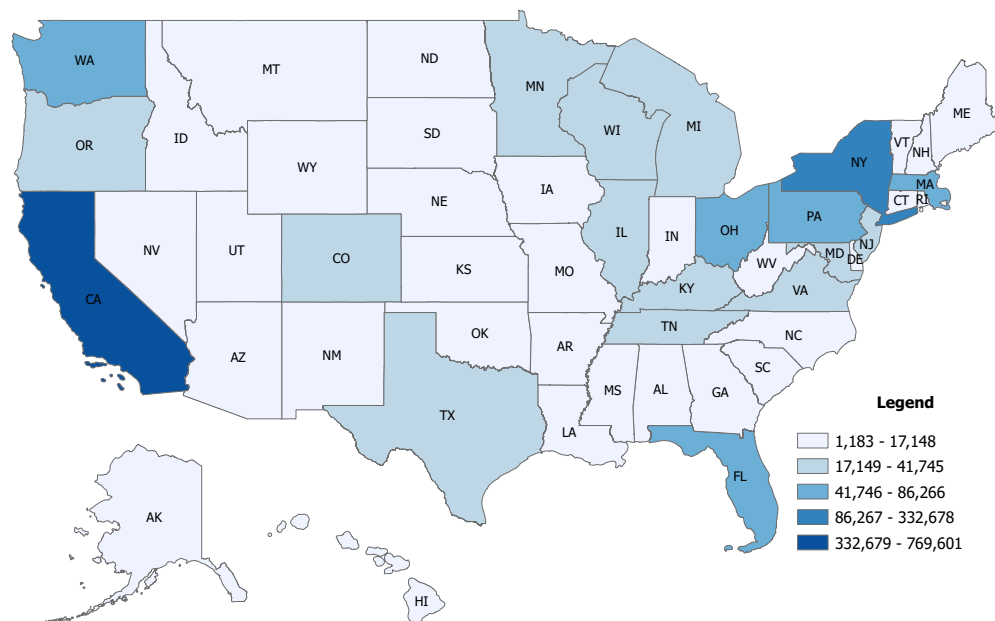 WA
MT
ND
MN
ME
OR
ID
SD
WI
MI
VT
NH
NY
WY
MA
IA
NE
CT
RI
PA
OH
IL
IN
NJ
NV
UT
CO
MD
DE
WV
KS
MO
KY
VA
CA
TN
OK
NC
AZ
NM
AR
SC
MS
AL
GA
TX
LA
FL
AK
HI
Legend
1,183 - 17,148
17,149 - 41,745
41,746 - 86,266
86,267 - 332,678
332,679 - 769,601